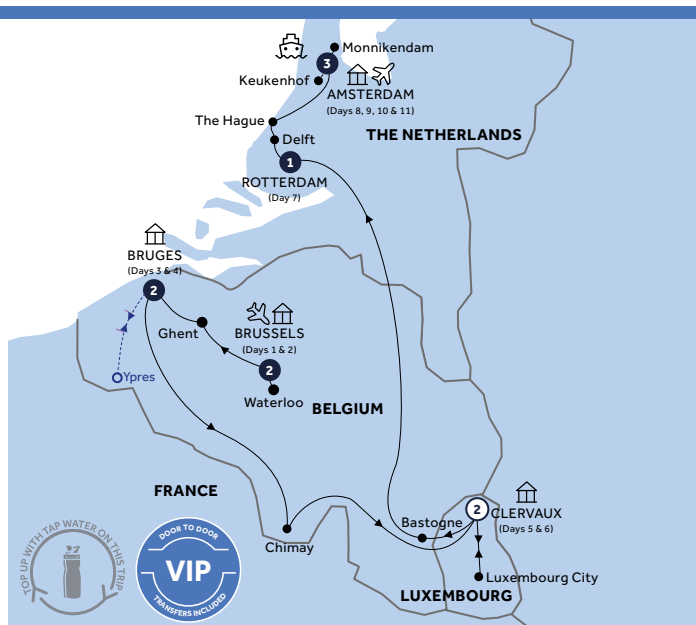 Monnikendam
3
Keukenhof
AMSTERDAM
(Days 8, 9, 10 & 11)
The Hague
THE NETHERLANDS
Delft
1
ROTTERDAM
(Day 7)
BRUGES
(Days 3 & 4)
2
Ghent
BRUSSELS
(Days 1 & 2)
2
Ypres
Waterloo
BELGIUM
FRANCE
2
CLERVAUX
(Days 5 & 6)
Bastogne
Chimay
Luxembourg City
LUXEMBOURG
TOP UP WITH TAP WATER ON THIS TRIP
DOOR TO DOOR
VIP
TRANSFERS INCLUDED